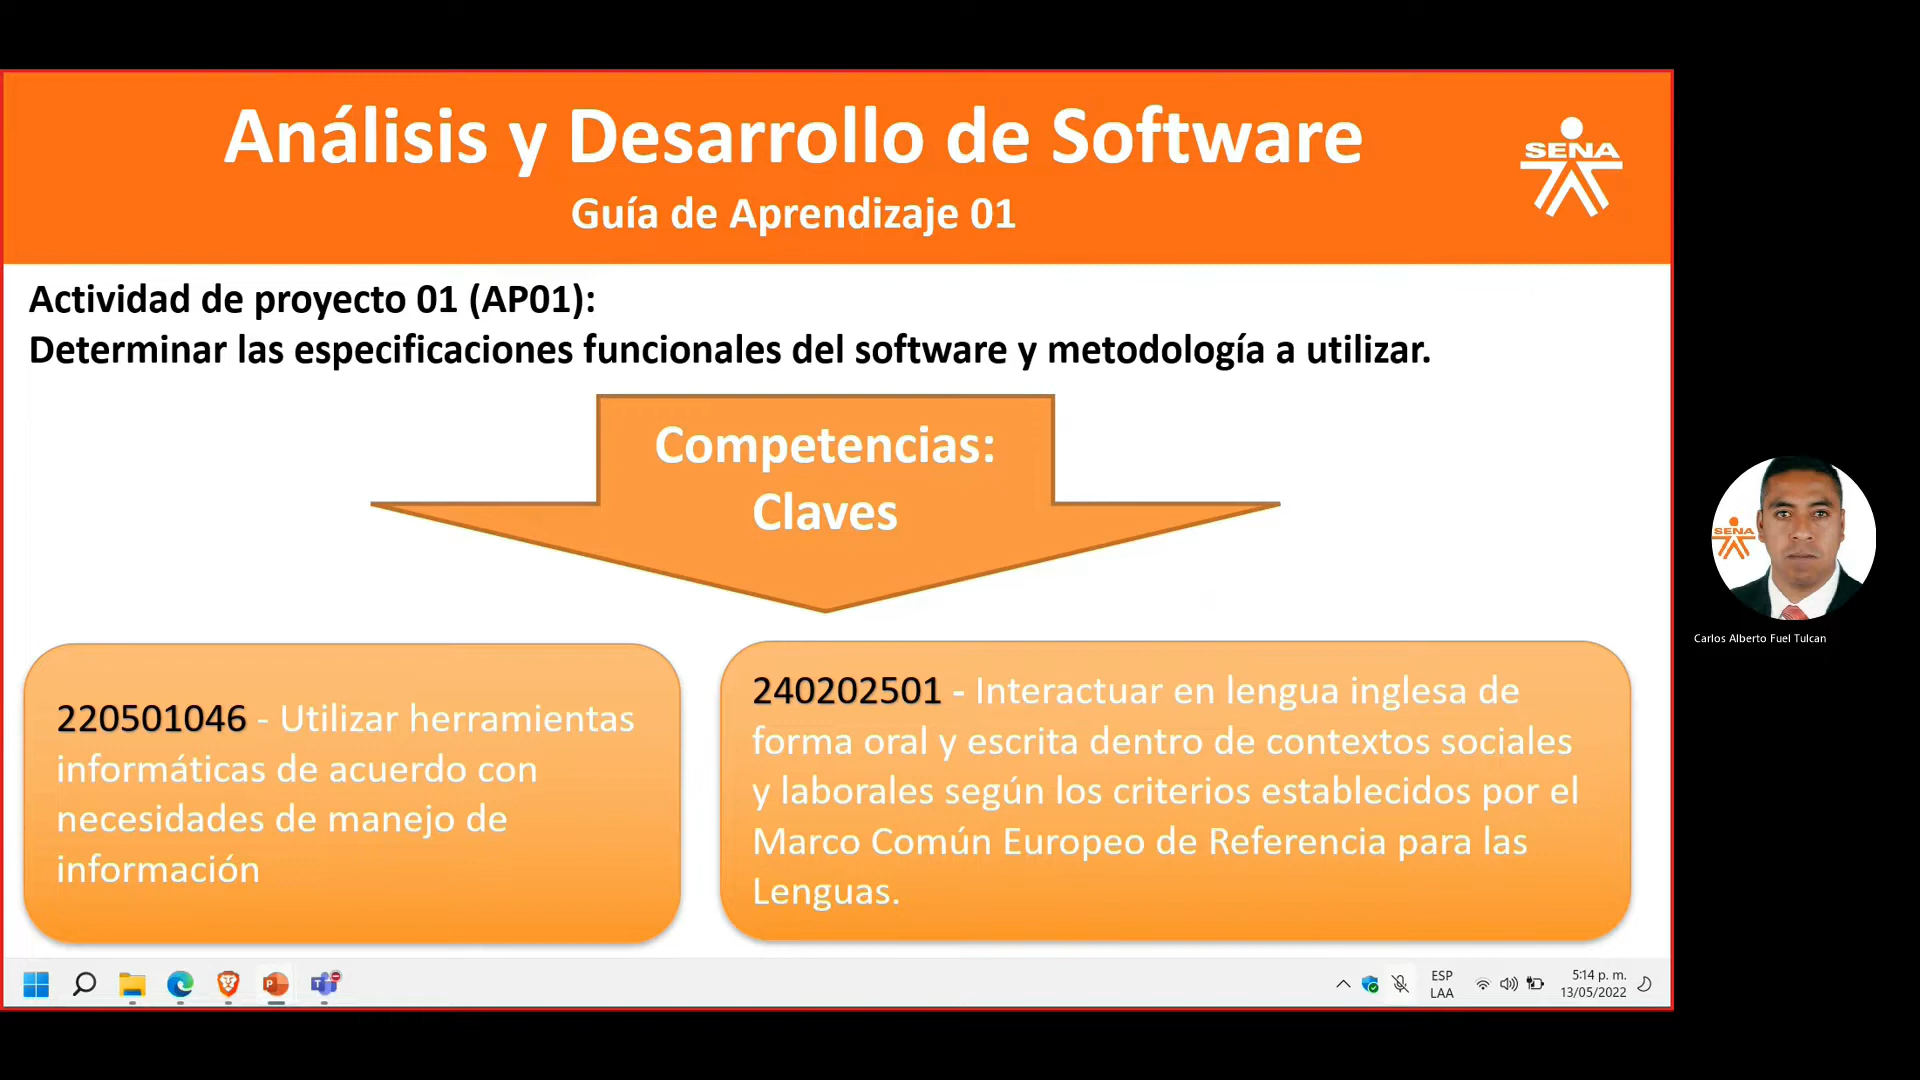 Análisis y Desarrollo de Software
Guía de Aprendizaje 01
SENA
Actividad de proyecto 01 (AP01):
Determinar las especificaciones funcionales del software y metodología a utilizar.
Competencias:
Claves
220501046 - Utilizar herramientas
informáticas de acuerdo con
necesidades de manejo de
información
240202501 - Interactuar en lengua inglesa de
forma oral y escrita dentro de contextos sociales
y laborales según los criterios establecidos por el
Marco Común Europeo de Referencia para las
Lenguas.
SENA
Carlos Alberto Fuel Tulcan
ESP
LAA
5:14 p. m.
13/05/2022